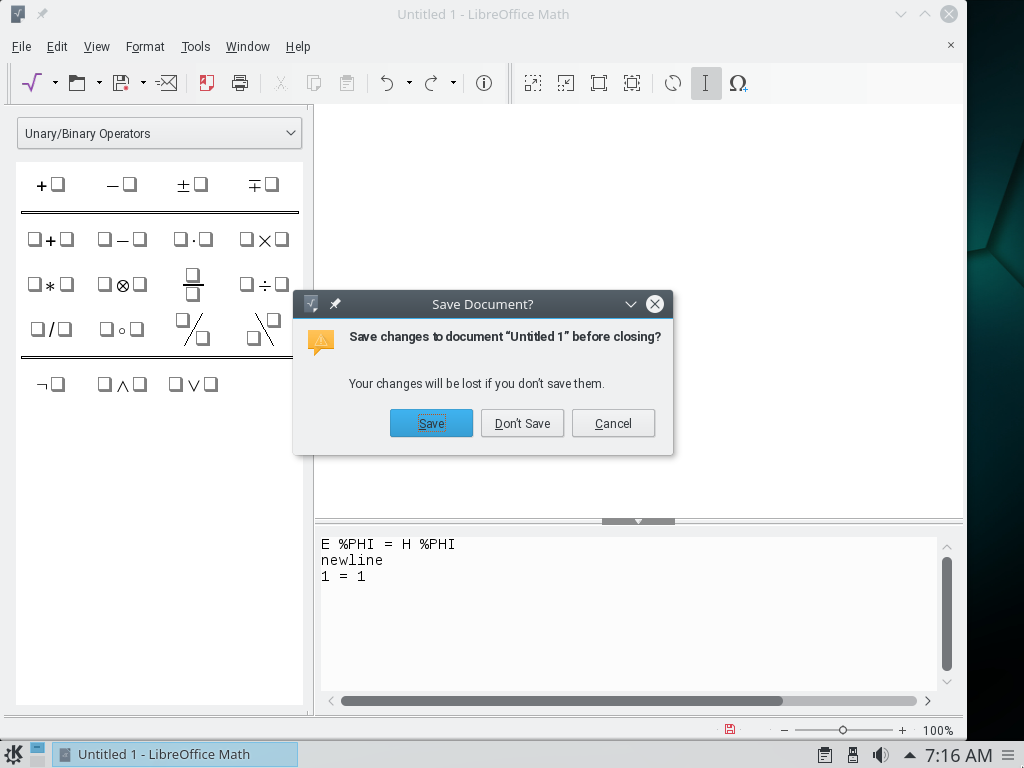 Untitled 1 - LibreOffice Math
File Edit View Format Tools Window Help
Unary/Binary Operators
+❑ −❑ ±❑ ∓❑
❑+❑ ❑−❑ ❑·❑ ❑×❑
❑∗❑ ❑⊗❑ ❑÷❑
❑/❑ ❑∘❑
¬❑ ❑∧❑ ❑∨❑
Save Document?
Save changes to document “Untitled 1” before closing?
Your changes will be lost if you don’t save them.
Save Don’t Save Cancel
E %PHI = H %PHI
newline
1 = 1
100%
Untitled 1 - LibreOffice Math
7:16 AM